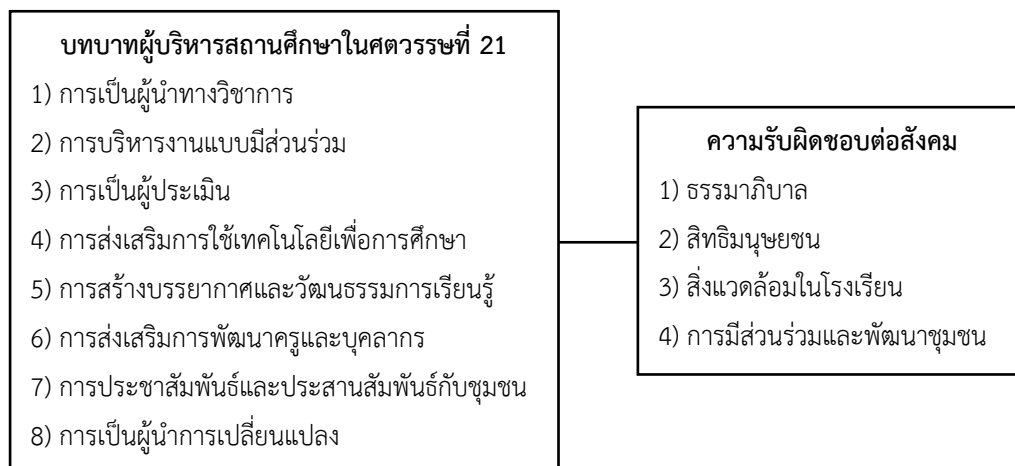 บทบาทผู้บริหารสถานศึกษาในศตวรรษที่ 21
1) การเป็นผู้นำทางวิชาการ
2) การบริหารงานแบบมีส่วนร่วม
3) การเป็นผู้ประเมิน
4) การส่งเสริมการใช้เทคโนโลยีเพื่อการศึกษา
5) การสร้างบรรยากาศและวัฒนธรรมการเรียนรู้
6) การส่งเสริมการพัฒนาครูและบุคลากร
7) การประชาสัมพันธ์และประสานสัมพันธ์กับชุมชน
8) การเป็นผู้นำการเปลี่ยนแปลง
ความรับผิดชอบต่อสังคม
1) ธรรมาภิบาล
2) สิทธิมนุษยชน
3) สิ่งแวดล้อมในโรงเรียน
4) การมีส่วนร่วมและพัฒนาชุมชน